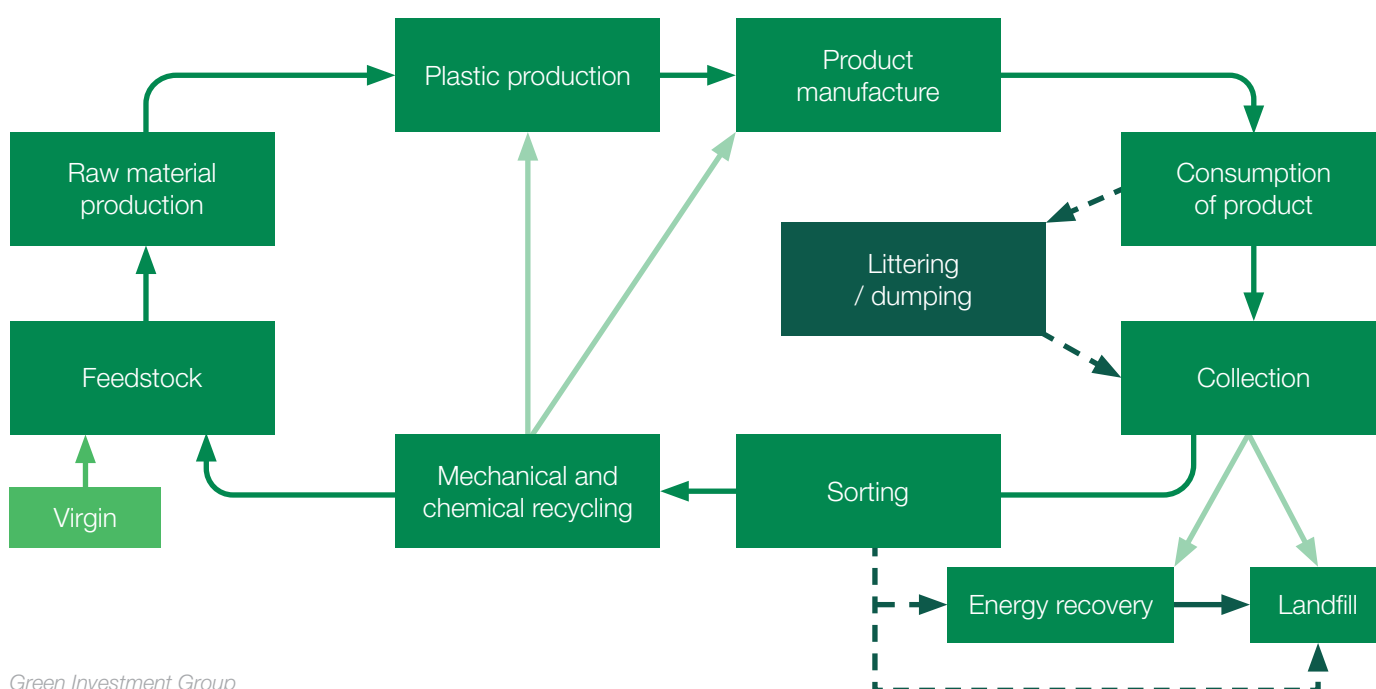 Plastic production
Product
manufacture
Raw material
production
Consumption
of product
Littering
/ dumping
Feedstock
Collection
Mechanical and
chemical recycling
Sorting
Virgin
Energy recovery
Landfill
Green Investment Group